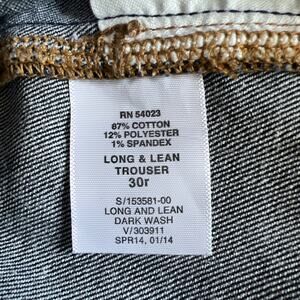 RN 54023
87% COTTON
12% POLYESTER
1% SPANDEX
LONG & LEAN
TROUSER
30r
S/153581-00
LONG AND LEAN
DARK WASH
V/303911
SPR14, 01/14